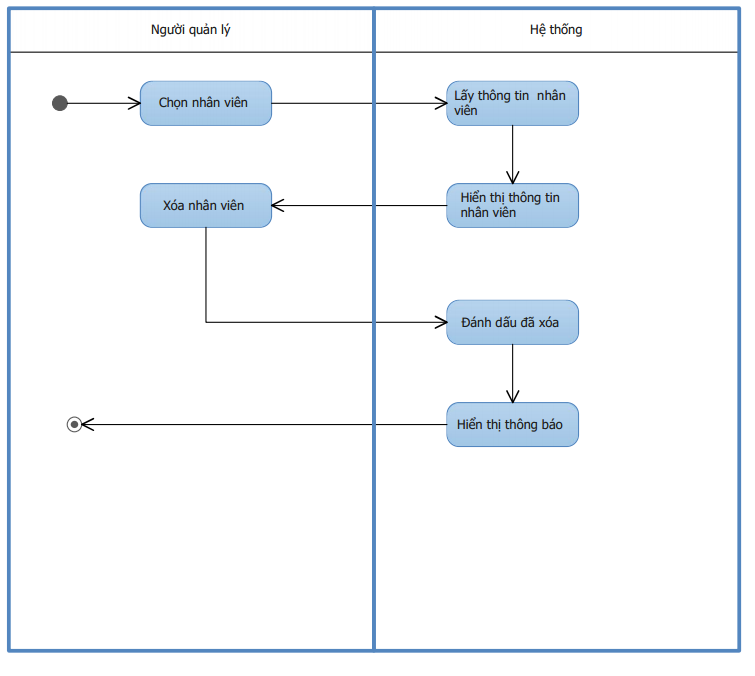 Người quản lý
Hệ thống
Chọn nhân viên
Lấy thông tin nhân
viên
Xóa nhân viên
Hiển thị thông tin
nhân viên
Đánh dấu đã xóa
Hiển thị thông báo